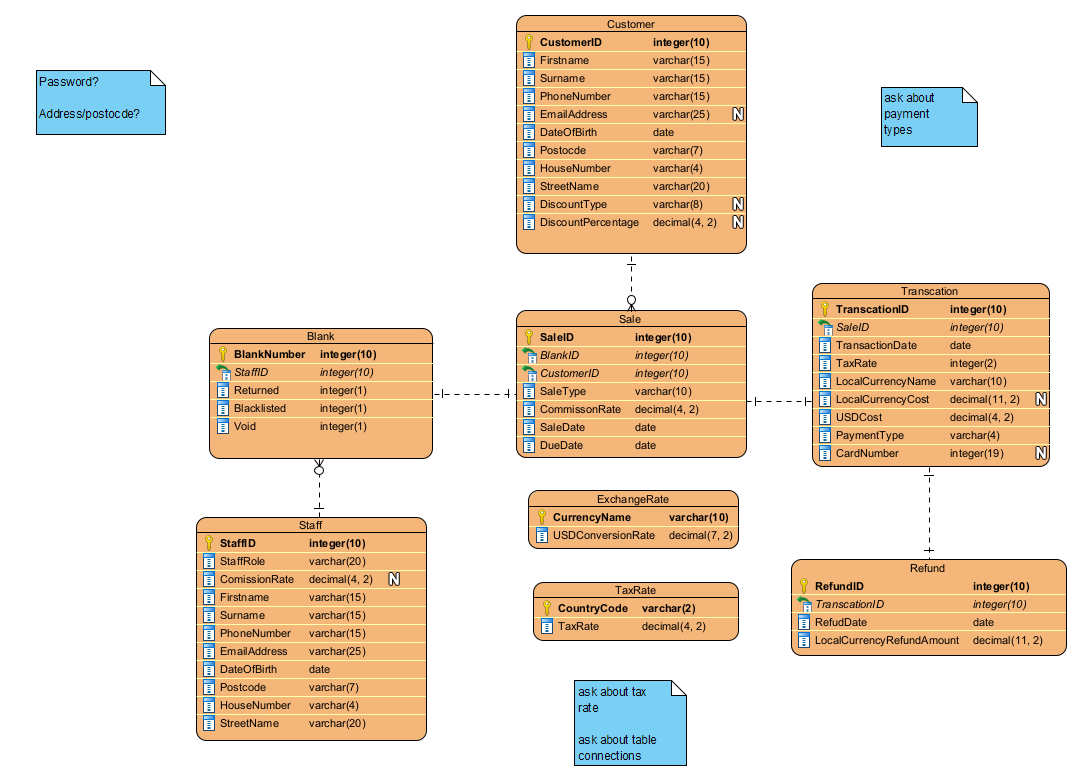 Customer
CustomerID integer(10)
Firstname varchar(15)
Surname varchar(15)
PhoneNumber varchar(15)
EmailAddress varchar(25) N
DateOfBirth date
Postocde varchar(7)
HouseNumber varchar(4)
StreetName varchar(20)
DiscountType varchar(8) N
DiscountPercentage decimal(4, 2) N
Password?
Address/postocde?
ask about
payment
types
Blank
BlankNumber integer(10)
StaffID integer(10)
Returned integer(1)
Blacklisted integer(1)
Void integer(1)
Sale
SaleID integer(10)
BlankID integer(10)
CustomerID integer(10)
SaleType varchar(10)
CommissonRate decimal(4, 2)
SaleDate date
DueDate date
Transcation
TranscationID integer(10)
SaleID integer(10)
TransactionDate date
TaxRate integer(2)
LocalCurrencyName varchar(10)
LocalCurrencyCost decimal(11, 2) N
USDCost decimal(4, 2)
PaymentType varchar(4)
CardNumber integer(19) N
Staff
StaffID integer(10)
StaffRole varchar(20)
ComissionRate decimal(4, 2) N
Firstname varchar(15)
Surname varchar(15)
PhoneNumber varchar(15)
EmailAddress varchar(25)
DateOfBirth date
Postcode varchar(7)
HouseNumber varchar(4)
StreetName varchar(20)
ExchangeRate
CurrencyName varchar(10)
USDConversionRate decimal(7, 2)
TaxRate
CountryCode varchar(2)
TaxRate decimal(4, 2)
Refund
RefundID integer(10)
TranscationID integer(10)
RefudDate date
LocalCurrencyRefundAmount decimal(11, 2)
ask about tax
rate
ask about table
connections